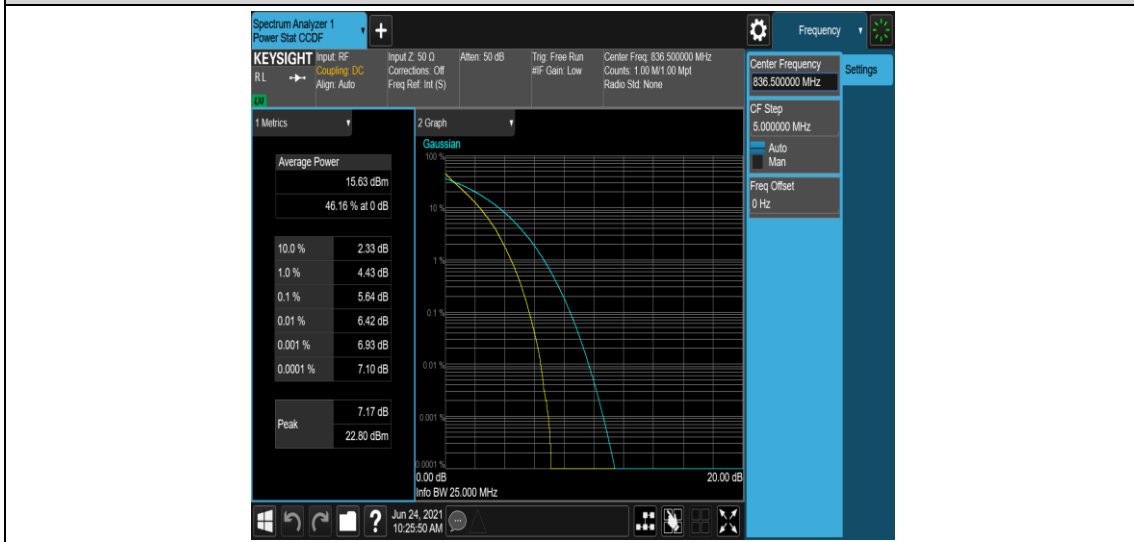 Spectrum Analyzer 1
Power Stat CCDF
+
Frequency
KEYSIGHT
RL
LXI
Input: RF
Coupling: DC
Align: Auto
Input Z: 50 Ω
Corrections: Off
Freq Ref: Int (S)
Atten: 50 dB
Trig: Free Run
#IF Gain: Low
Center Freq: 836.500000 MHz
Counts: 1.00 M/1.00 Mpt
Radio Std: None
Center Frequency
836.500000 MHz
Settings
CF Step
5.000000 MHz
Auto
Man
Freq Offset
0 Hz
1 Metrics
Average Power
15.63 dBm
46.16 % at 0 dB
10.0 % 2.33 dB
1.0 % 4.43 dB
0.1 % 5.64 dB
0.01 % 6.42 dB
0.001 % 6.93 dB
0.0001 % 7.10 dB
Peak
7.17 dB
22.80 dBm
2 Graph
Gaussian
100 %
10 %
1 %
0.1 %
0.01 %
0.001 %
0.0001 %
0.00 dB 20.00 dB
Info BW 25.000 MHz
?
Jun 24, 2021
10:25:50 AM